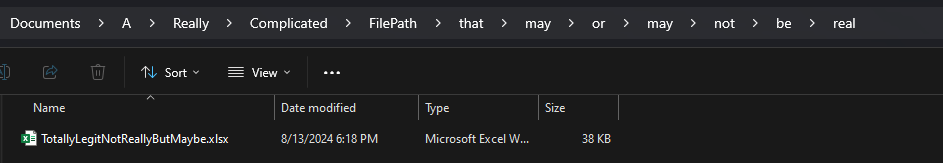 Documents > A > Really > Complicated > FilePath > that > may > or > may > not > be > real
Sort View ...
Name Date modified Type Size
TotallyLegitNotReallyButMaybe.xlsx 8/13/2024 6:18 PM Microsoft Excel W... 38 KB